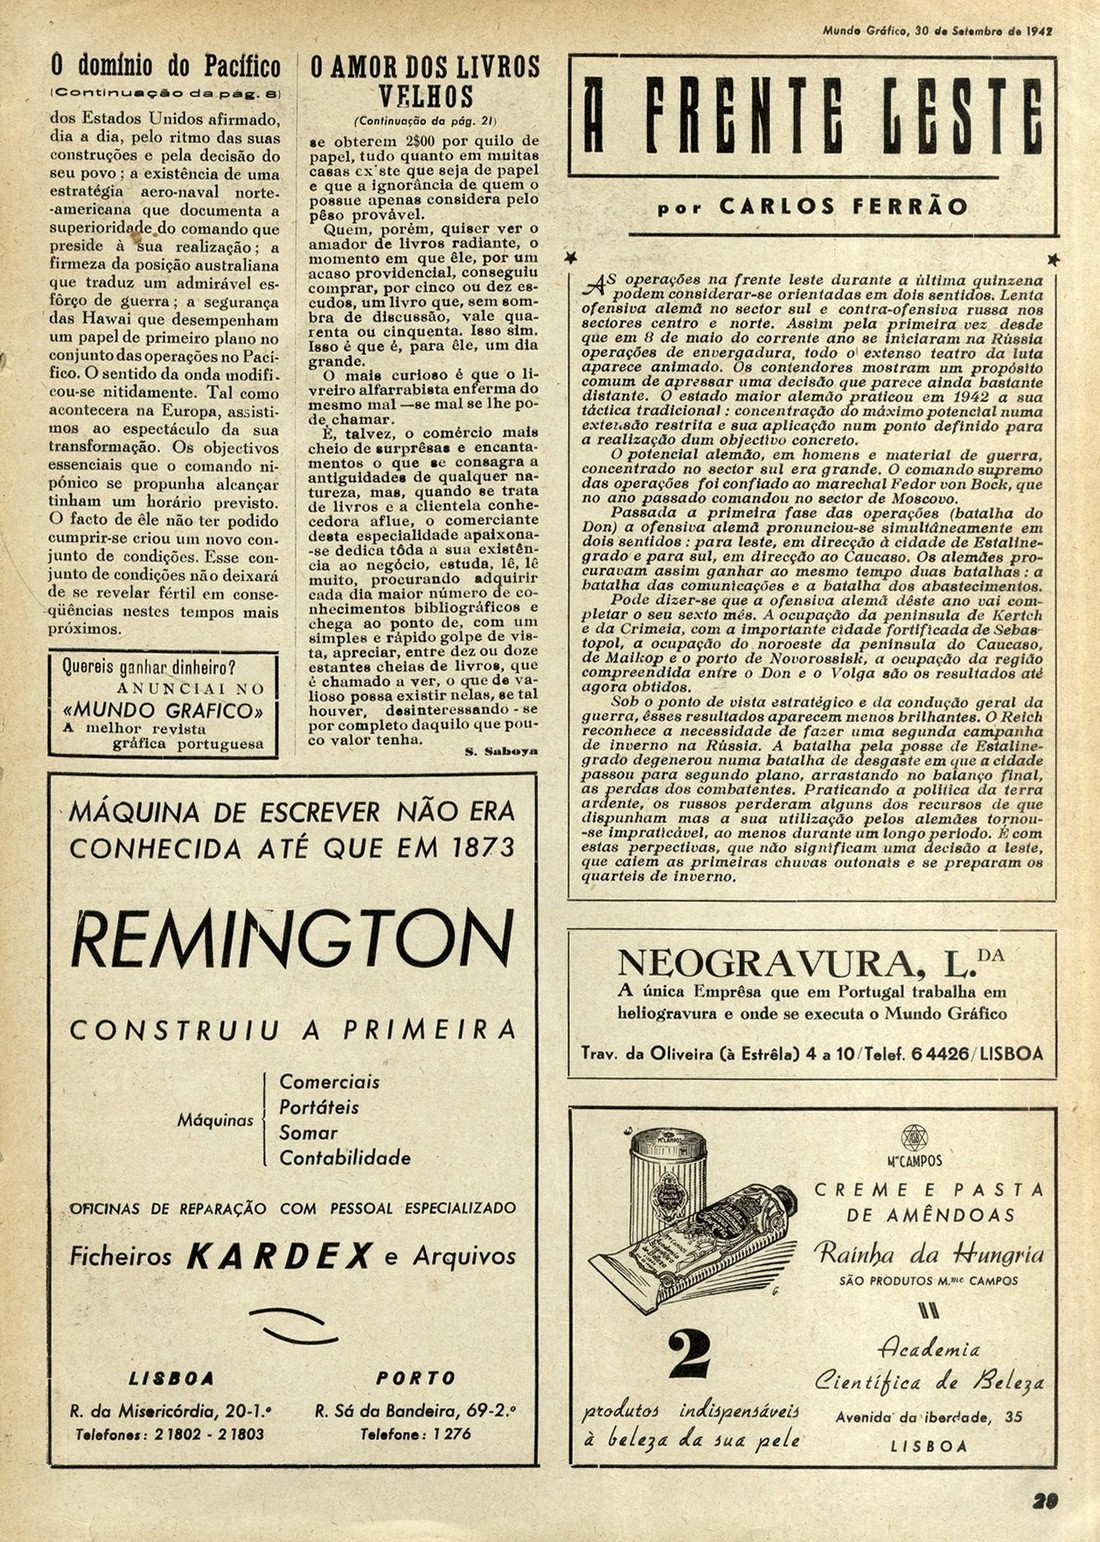 Mundo Gráfico, 30 de Setembro de 1942
O domínio do Pacífico
(Continuação da pág. 8)
dos Estados Unidos afirmado,
dia a dia, pelo ritmo das suas
construções e pela decisão do
seu povo; a existência de uma
estratégia aero-naval norte-
-americana que documenta a
superioridade do comando que
preside à sua realização; a
firmeza da posição australiana
que traduz um admirável es-
fôrço de guerra; a segurança
das Hawai que desempenham
um papel de primeiro plano no
conjunto das operações no Pací-
fico. O sentido da onda modifi-
cou-se nitidamente. Tal como
acontecera na Europa, assisti-
mos ao espectáculo da sua
transformação. Os objectivos
essenciais que o comando ni-
pónico se propunha alcançar
tinham um horário previsto.
O facto de êle não ter podido
cumprir-se criou um novo con-
junto de condições. Esse con-
junto de condições não deixará
de se revelar fértil em conse-
qüências nestes tempos mais
próximos.
Quereis ganhar dinheiro?
ANUNCIAI NO
«MUNDO GRAFICO»
A melhor revista
gráfica portuguesa
O AMOR DOS LIVROS
VELHOS
(Continuação da pág. 21)
se obterem 2$00 por quilo de
papel, tudo quanto em muitas
casas ex'ste que seja de papel
e que a ignorância de quem o
possue apenas considera pelo
pêso provável.
Quem, porém, quiser ver o
amador de livros radiante, o
momento em que êle, por um
acaso providencial, conseguiu
comprar, por cinco ou dez es-
cudos, um livro que, sem som-
bra de discussão, vale qua-
renta ou cinquenta. Isso sim.
Isso é que é, para êle, um dia
grande.
O mais curioso é que o li-
vreiro alfarrabista enferma do
mesmo mal — se mal se lhe po-
de chamar.
É, talvez, o comércio mais
cheio de surprêsas e encanta-
mentos o que se consagra a
antiguidades de qualquer na-
tureza, mas, quando se trata
de livros e a clientela conhe-
cedora aflue, o comerciante
desta especialidade apaixona-
-se dedica tôda a sua existên-
cia ao negócio, estuda, lê, lê
muito, procurando adquirir
cada dia maior número de co-
nhecimentos bibliográficos e
chega ao ponto de, com um
simples e rápido golpe de vis-
ta, apreciar, entre dez ou doze
estantes cheias de livros, que
é chamado a ver, o que de va-
lioso possa existir nelas, se tal
houver, desinteressando-se
por completo daquilo que pou-
co valor tenha.
S. Saboya
A FRENTE LESTE
por CARLOS FERRÃO
AS operações na frente leste durante a última quinzena
podem considerar-se orientadas em dois sentidos. Lenta
ofensiva alemã no sector sul e contra-ofensiva russa nos
sectores centro e norte. Assim pela primeira vez desde
que em 8 de maio do corrente ano se iniciaram na Rússia
operações de envergadura, todo o extenso teatro da luta
aparece animado. Os contendores mostram um propósito
comum de apressar uma decisão que parece ainda bastante
distante. O estado maior alemão praticou em 1942 a sua
táctica tradicional: concentração do máximo potencial numa
extensão restrita e sua aplicação num ponto definido para
a realização dum objectivo concreto.
O potencial alemão, em homens e material de guerra,
concentrado no sector sul era grande. O comando supremo
das operações foi confiado ao marechal Fedor von Bock, que
no ano passado comandou no sector de Moscovo.
Passada a primeira fase das operações (batalha do
Don) a ofensiva alemã pronunciou-se simultâneamente em
dois sentidos: para leste, em direcção à cidade de Estaline-
grado e para sul, em direcção ao Caucaso. Os alemães pro-
curavam assim ganhar ao mesmo tempo duas batalhas: a
batalha das comunicações e a batalha dos abastecimentos.
Pode dizer-se que a ofensiva alemã dêste ano vai com-
pletar o seu sexto mês. A ocupação da peninsula de Kertch
e da Crimeia, com a importante cidade fortificada de Sebas-
topol, a ocupação do noroeste da peninsula do Caucaso,
de Maikop e o porto de Novorossisk, a ocupação da região
compreendida entre o Don e o Volga são os resultados até
agora obtidos.
Sob o ponto de vista estratégico e da condução geral da
guerra, êsses resultados aparecem menos brilhantes. O Reich
reconhece a necessidade de fazer uma segunda campanha
de inverno na Rússia. A batalha pela posse de Estaline-
grado degenerou numa batalha de desgaste em que a cidade
passou para segundo plano, arrastando no balanço final,
as perdas dos combatentes. Praticando a política da terra
ardente, os russos perderam alguns dos recursos de que
dispunham mas a sua utilização pelos alemães tornou-
-se impraticável, ao menos durante um longo periodo. É com
estas perpectivas, que não significam uma decisão a leste,
que caiem as primeiras chuvas outonais e se preparam os
quarteis de inverno.
MÁQUINA DE ESCREVER NÃO ERA
CONHECIDA ATÉ QUE EM 1873
REMINGTON
CONSTRUIU A PRIMEIRA
Máquinas
Comerciais
Portáteis
Somar
Contabilidade
OFICINAS DE REPARAÇÃO COM PESSOAL ESPECIALIZADO
Ficheiros KARDEX e Arquivos
LISBOA
R. da Misericórdia, 20-1.º
Telefones: 21802 - 21803
PORTO
R. Sá da Bandeira, 69-2.º
Telefone: 1276
NEOGRAVURA, L.DA
A única Emprêsa que em Portugal trabalha em
heliogravura e onde se executa o Mundo Gráfico
Trav. da Oliveira (à Estrêla) 4 a 10/Telef. 64426/LISBOA
Mme CAMPOS
CREME E PASTA
DE AMÊNDOAS
Rainha da Hungria
SÃO PRODUTOS M.me CAMPOS
2
produtos indispensáveis
à beleza da sua pele
Academia
Científica de Beleza
Avenida da iberdade, 35
LISBOA
29